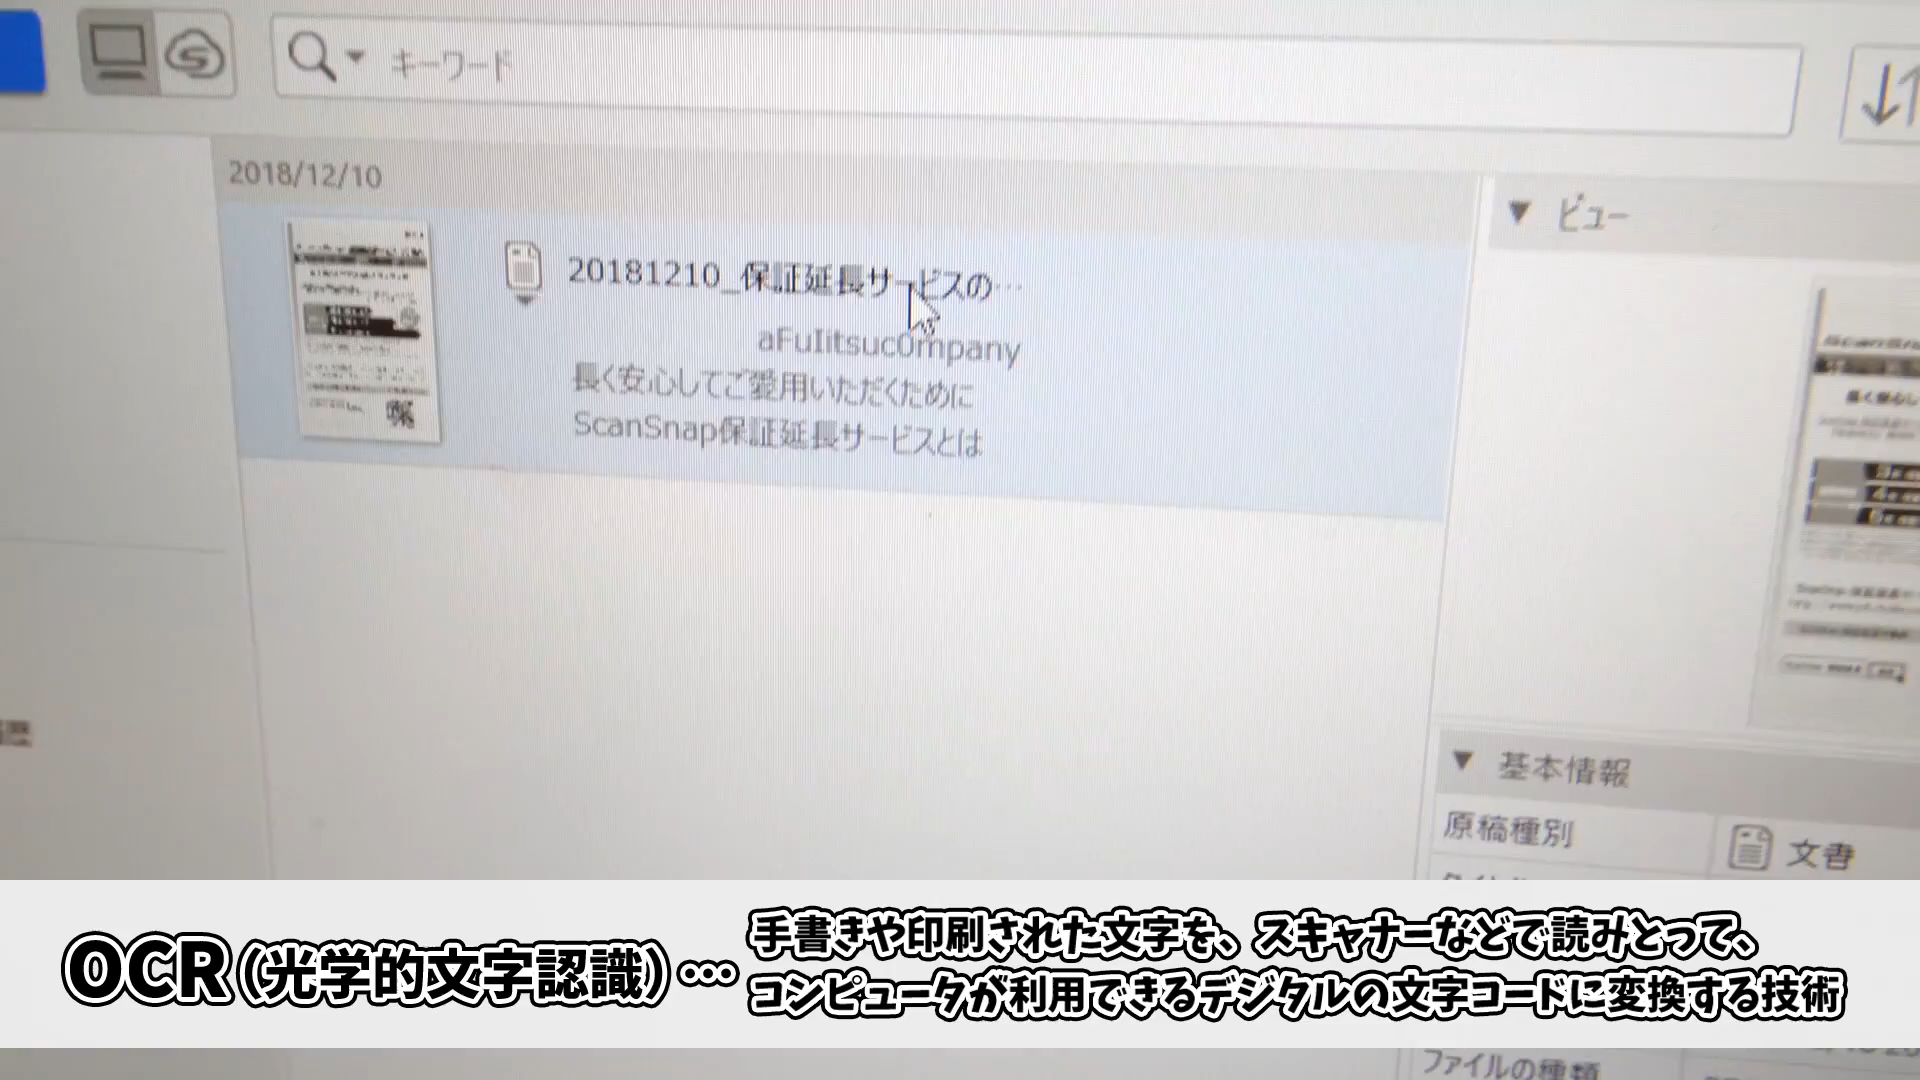 キーワード
2018/12/10
20181210_保証延長サービスの…
aFuIitsuc0mpany
長く安心してご愛用いただくために
ScanSnap保証延長サービスとは
ビュー
基本情報
原稿種別
文書
OCR(光学的文字認識)…
手書きや印刷された文字を、スキャナーなどで読みとって、
コンピュータが利用できるデジタルの文字コードに変換する技術
ファイルの種類